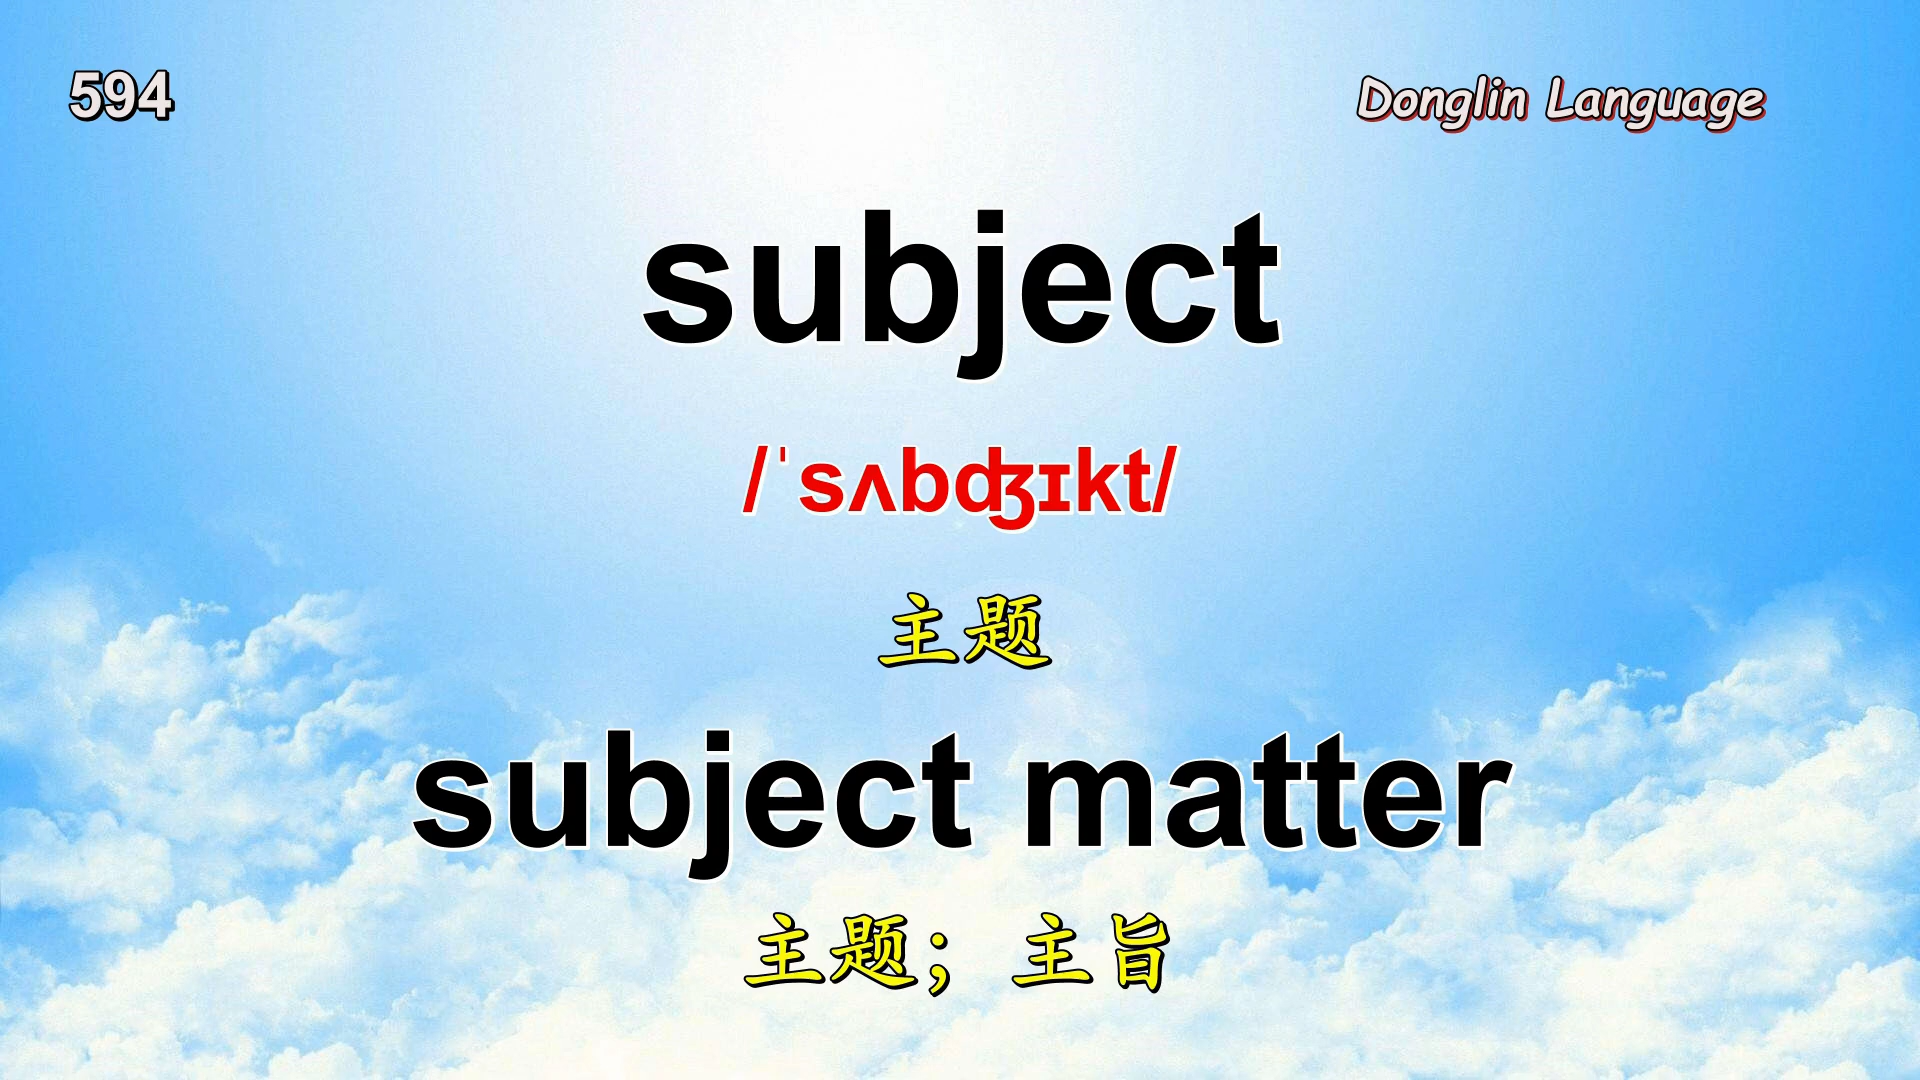 594
Donglin Language
subject
/ˈsʌbʤɪkt/
主题
subject matter
主题；主旨